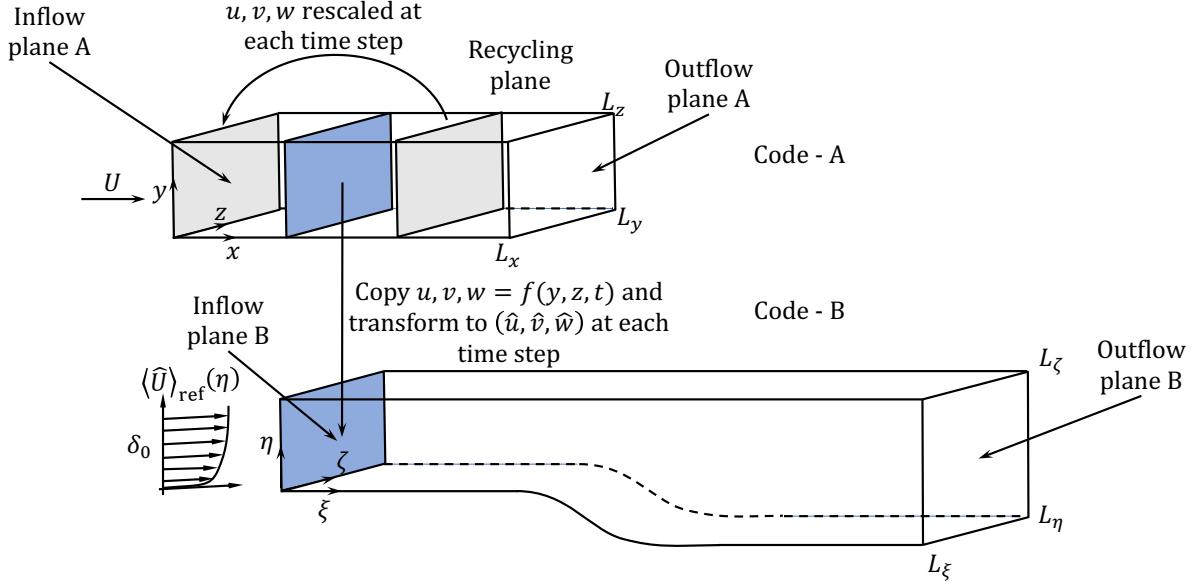 Inflow
plane A
u, v, w rescaled at
each time step
Recycling
plane
Outflow
plane A
L_z
Code - A
U
y
z
x
L_y
L_x
Copy u, v, w = f(y, z, t) and
transform to (û, v̂, ŵ) at each
time step
Code - B
Inflow
plane B
⟨Û⟩_ref(η)
δ_0
η
ζ
ξ
L_ζ
Outflow
plane B
L_η
L_ξ